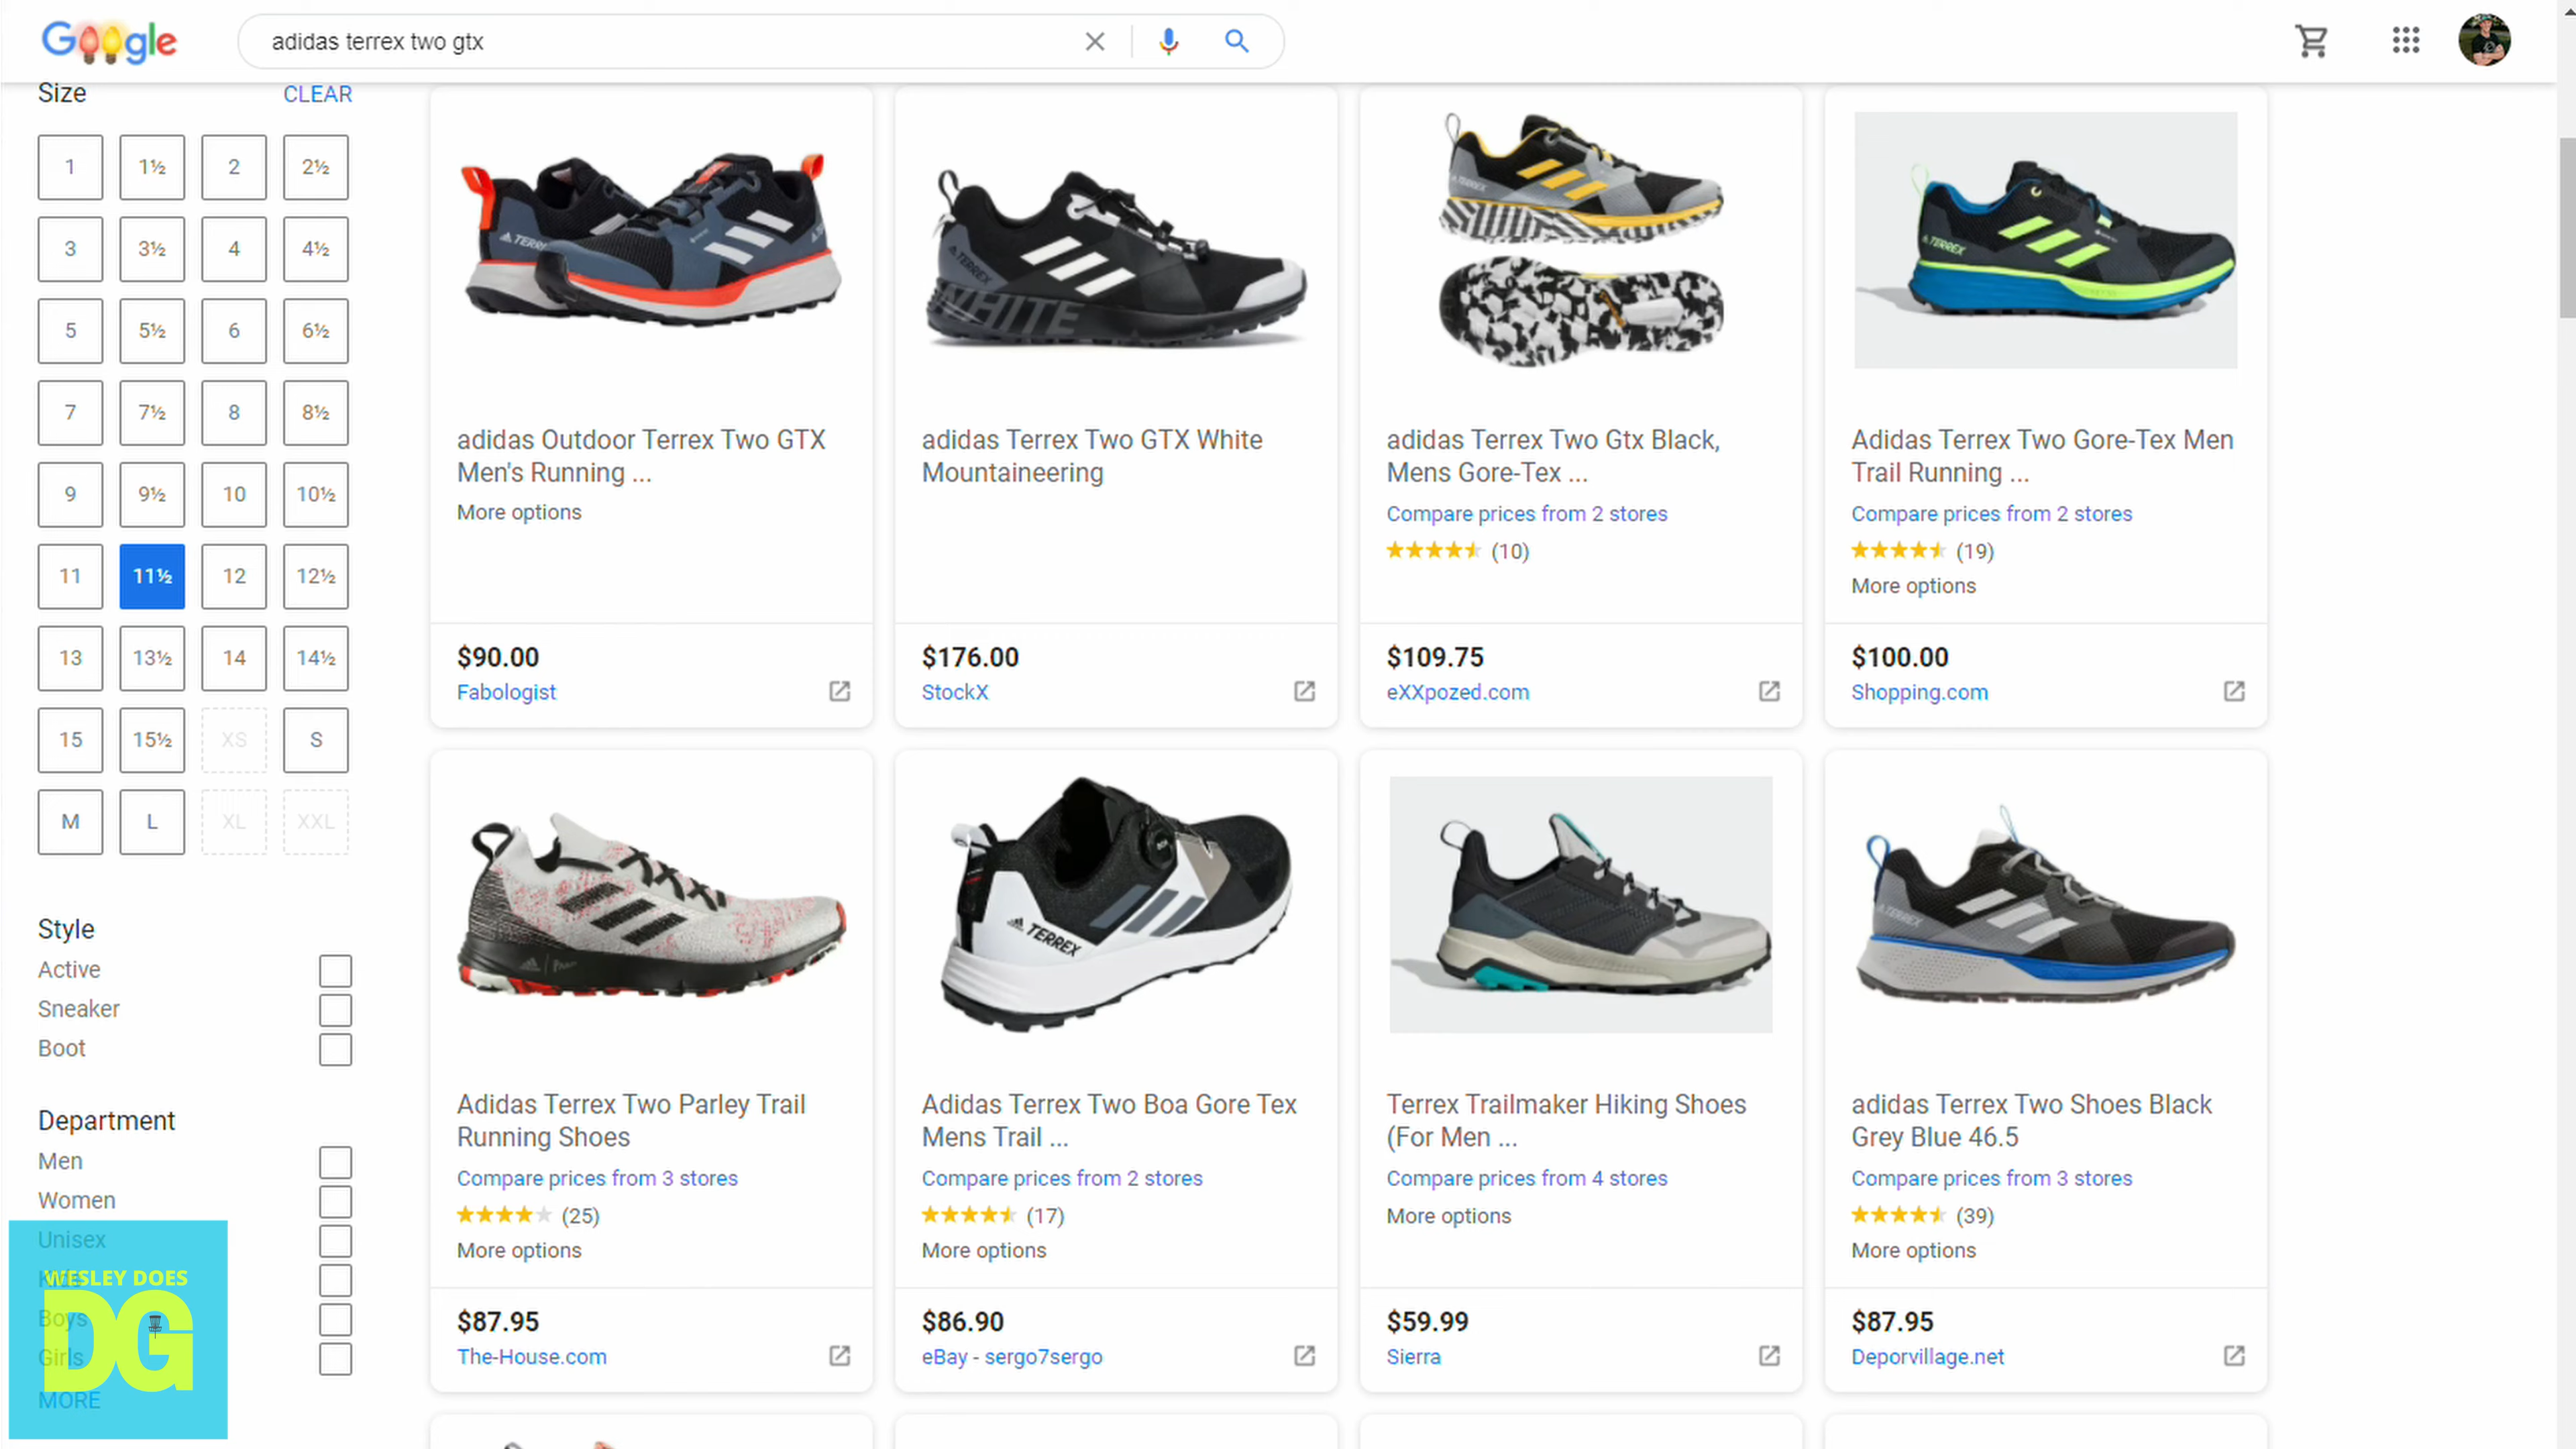 Google
adidas terrex two gtx
Size CLEAR
1 1½ 2 2½
3 3½ 4 4½
5 5½ 6 6½
7 7½ 8 8½
9 9½ 10 10½
11 11½ 12 12½
13 13½ 14 14½
15 15½ XS S
M L XL XXL
Style
Active
Sneaker
Boot
Department
Men
Women
Unisex
Kids
Boys
Girls
MORE
WESLEY DOES
DG
TERREX
WHITE
adidas Outdoor Terrex Two GTX
Men's Running ...
More options
$90.00
Fabologist
adidas Terrex Two GTX White
Mountaineering
$176.00
StockX
adidas Terrex Two Gtx Black,
Mens Gore-Tex ...
Compare prices from 2 stores
(10)
$109.75
eXXpozed.com
Adidas Terrex Two Gore-Tex Men
Trail Running ...
Compare prices from 2 stores
(19)
More options
$100.00
Shopping.com
Adidas Terrex Two Parley Trail
Running Shoes
Compare prices from 3 stores
(25)
More options
$87.95
The-House.com
TERREX
Adidas Terrex Two Boa Gore Tex
Mens Trail ...
Compare prices from 2 stores
(17)
More options
$86.90
eBay - sergo7sergo
Terrex Trailmaker Hiking Shoes
(For Men ...
Compare prices from 4 stores
More options
$59.99
Sierra
adidas Terrex Two Shoes Black
Grey Blue 46.5
Compare prices from 3 stores
(39)
More options
$87.95
Deporvillage.net